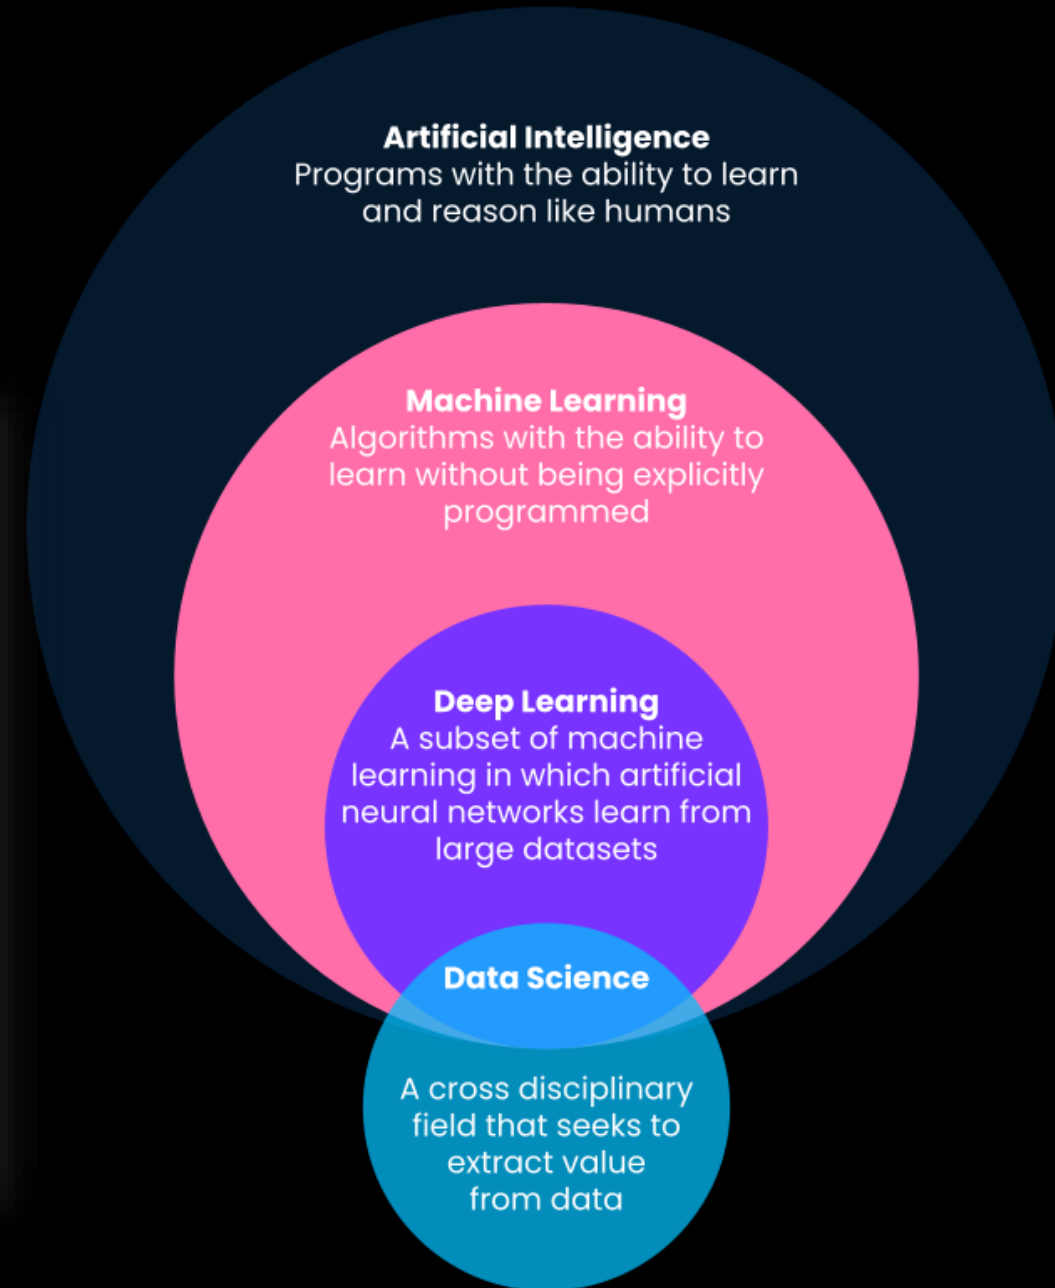 Artificial Intelligence
Programs with the ability to learn
and reason like humans
Machine Learning
Algorithms with the ability to
learn without being explicitly
programmed
Deep Learning
A subset of machine
learning in which artificial
neural networks learn from
large datasets
Data Science
A cross disciplinary
field that seeks to
extract value
from data